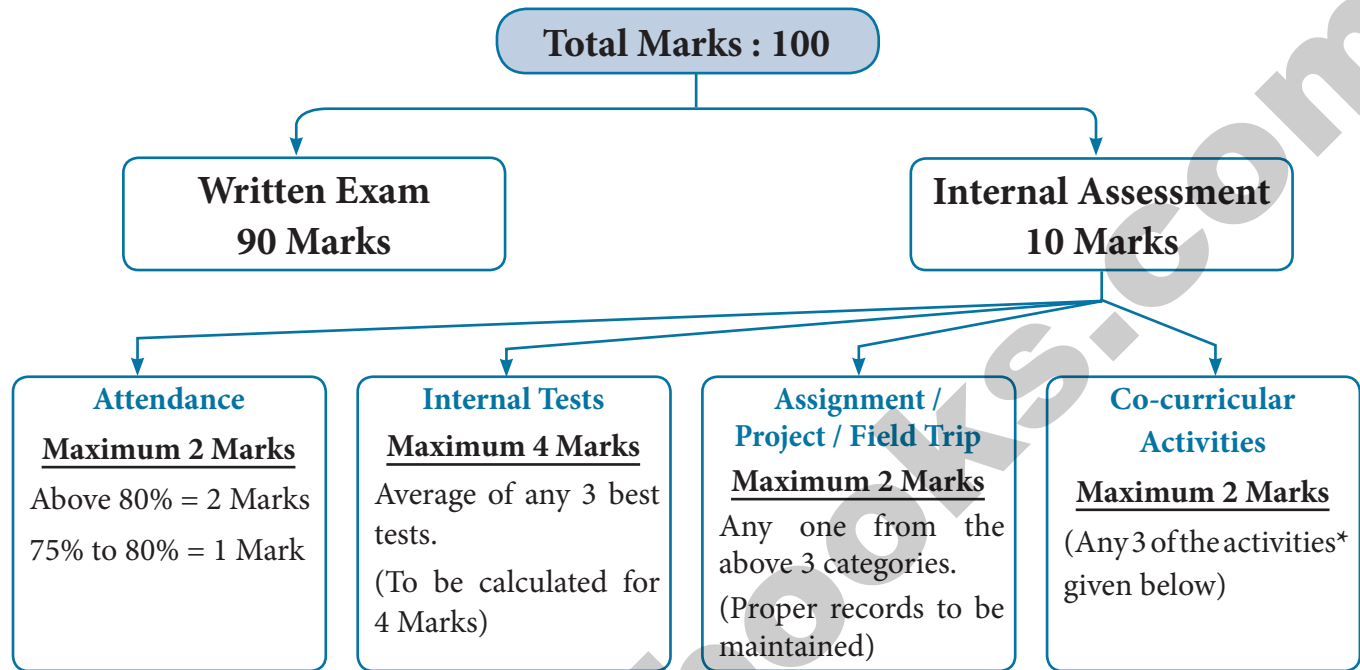 Total Marks : 100
Written Exam
90 Marks
Internal Assessment
10 Marks
Attendance
Maximum 2 Marks
Above 80% = 2 Marks
75% to 80% = 1 Mark
Internal Tests
Maximum 4 Marks
Average of any 3 best
tests.
(To be calculated for
4 Marks)
Assignment /
Project / Field Trip
Maximum 2 Marks
Any one from the
above 3 categories.
(Proper records to be
maintained)
Co-curricular
Activities
Maximum 2 Marks
(Any 3 of the activities*
given below)
ooks.com